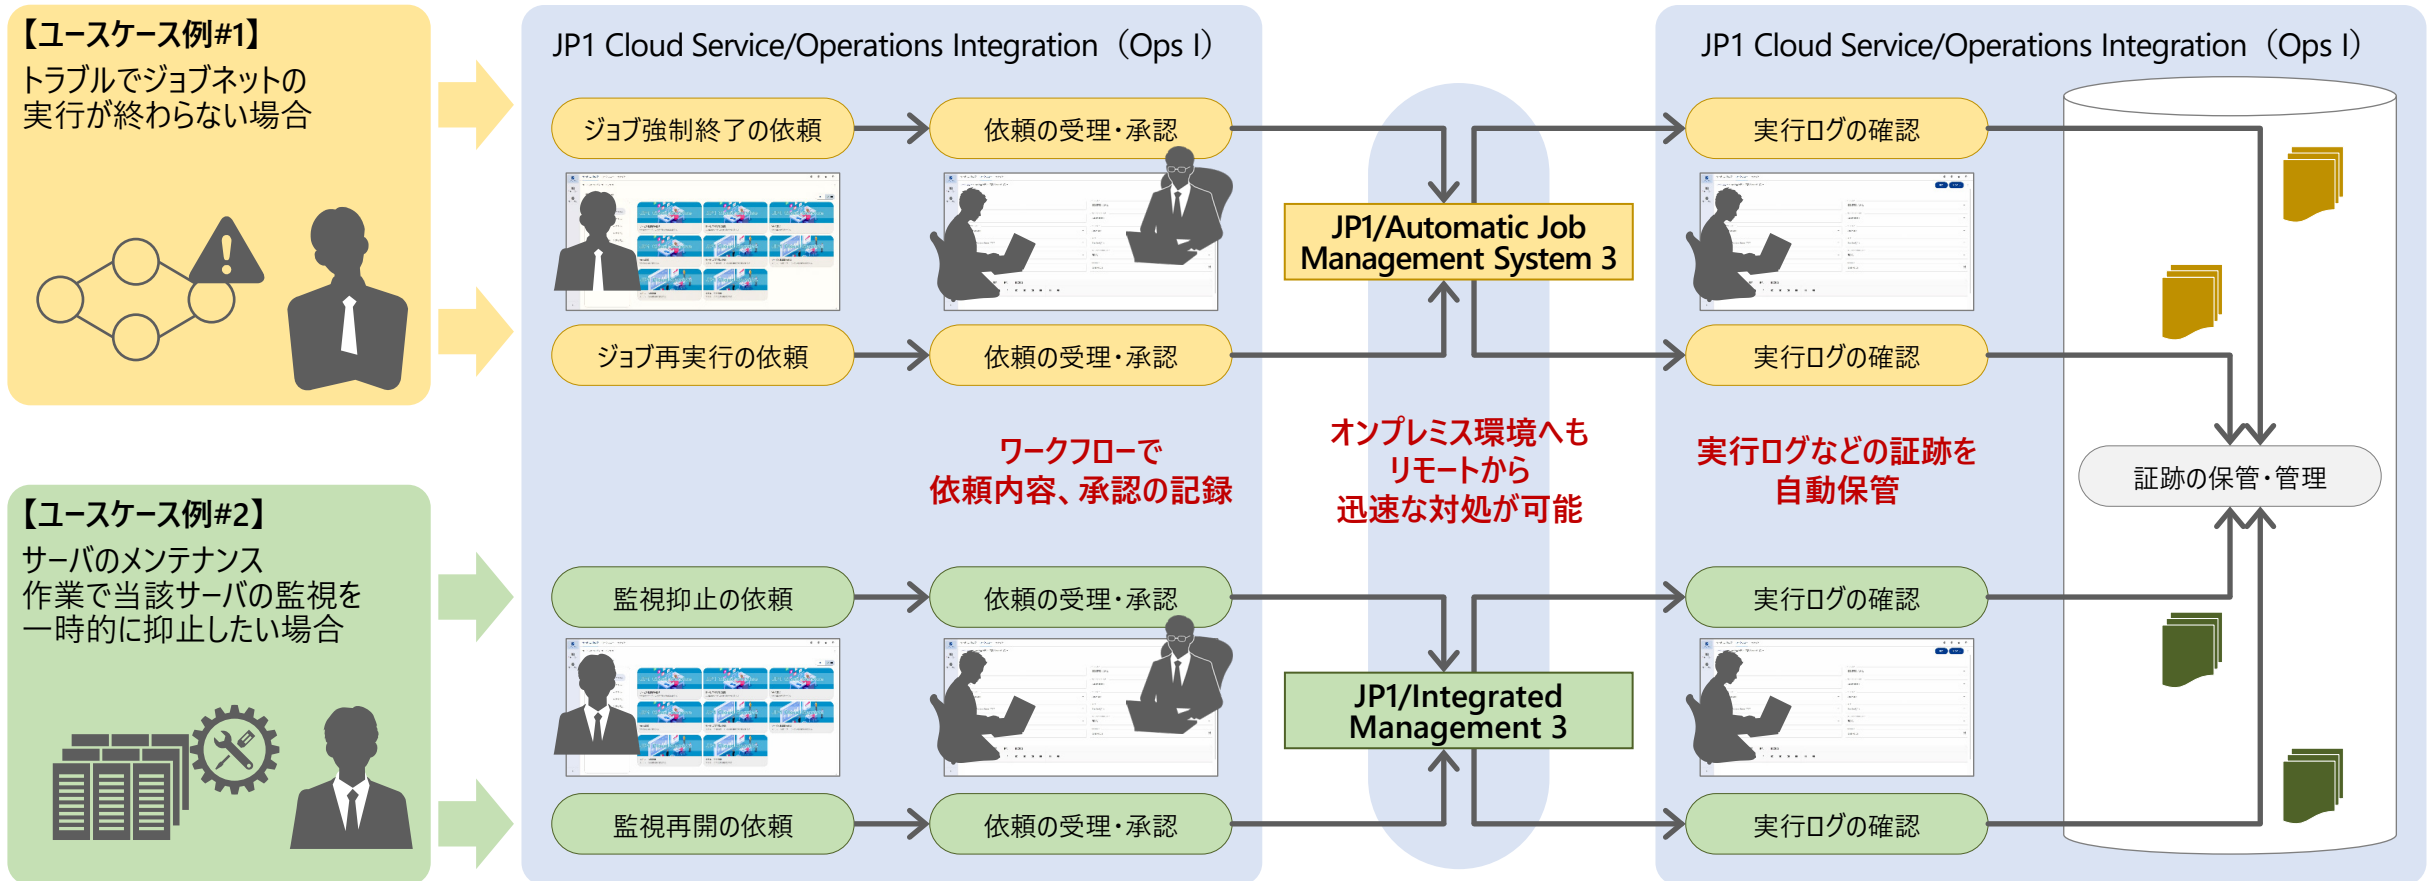 【ユースケース例#1】
トラブルでジョブネットの
実行が終わらない場合
JP1 Cloud Service/Operations Integration（Ops I）
ジョブ強制終了の依頼
依頼の受理・承認
ジョブ再実行の依頼
依頼の受理・承認
JP1/Automatic Job
Management System 3
JP1 Cloud Service/Operations Integration（Ops I）
実行ログの確認
実行ログの確認
ワークフローで
依頼内容、承認の記録
オンプレミス環境へも
リモートから
迅速な対処が可能
実行ログなどの証跡を
自動保管
証跡の保管・管理
【ユースケース例#2】
サーバのメンテナンス
作業で当該サーバの監視を
一時的に抑止したい場合
監視抑止の依頼
依頼の受理・承認
監視再開の依頼
依頼の受理・承認
JP1/Integrated
Management 3
実行ログの確認
実行ログの確認